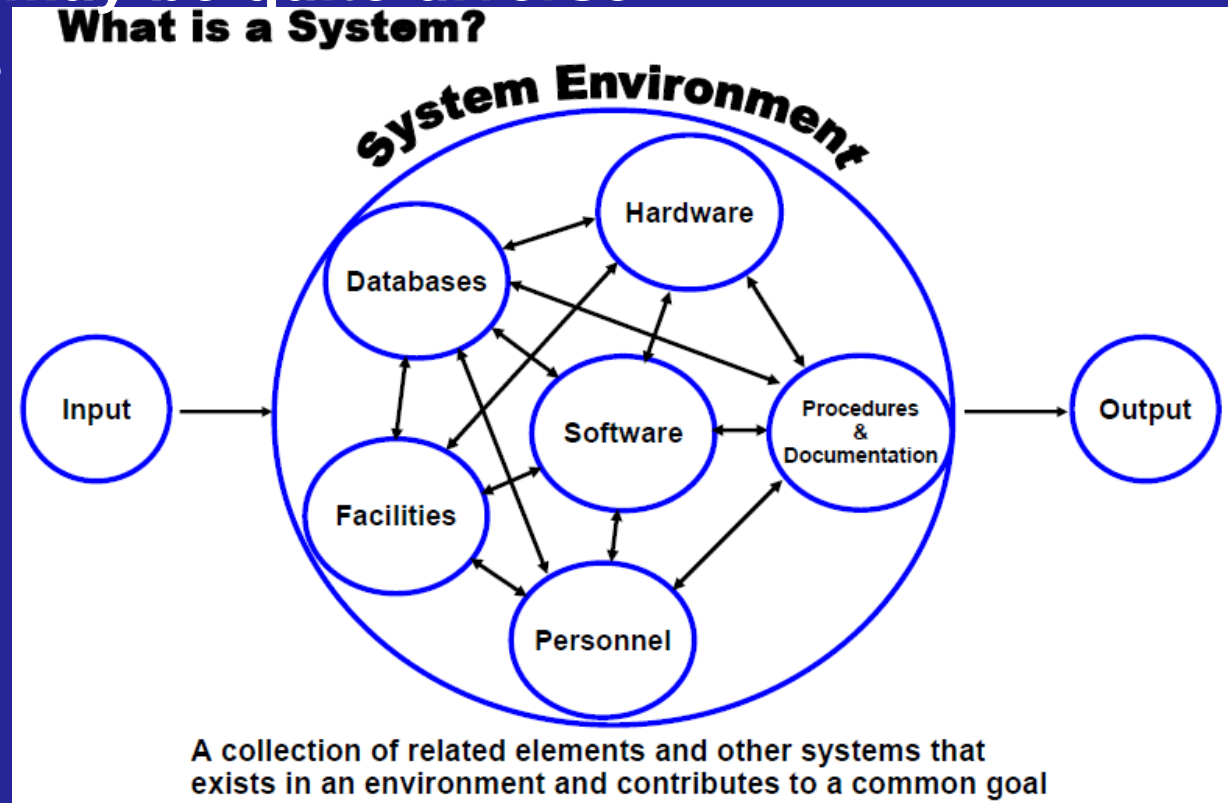 What is a System?
System Environment
Hardware
Databases
Input
Software
Procedures
&
Documentation
Output
Facilities
Personnel
A collection of related elements and other systems that
exists in an environment and contributes to a common goal